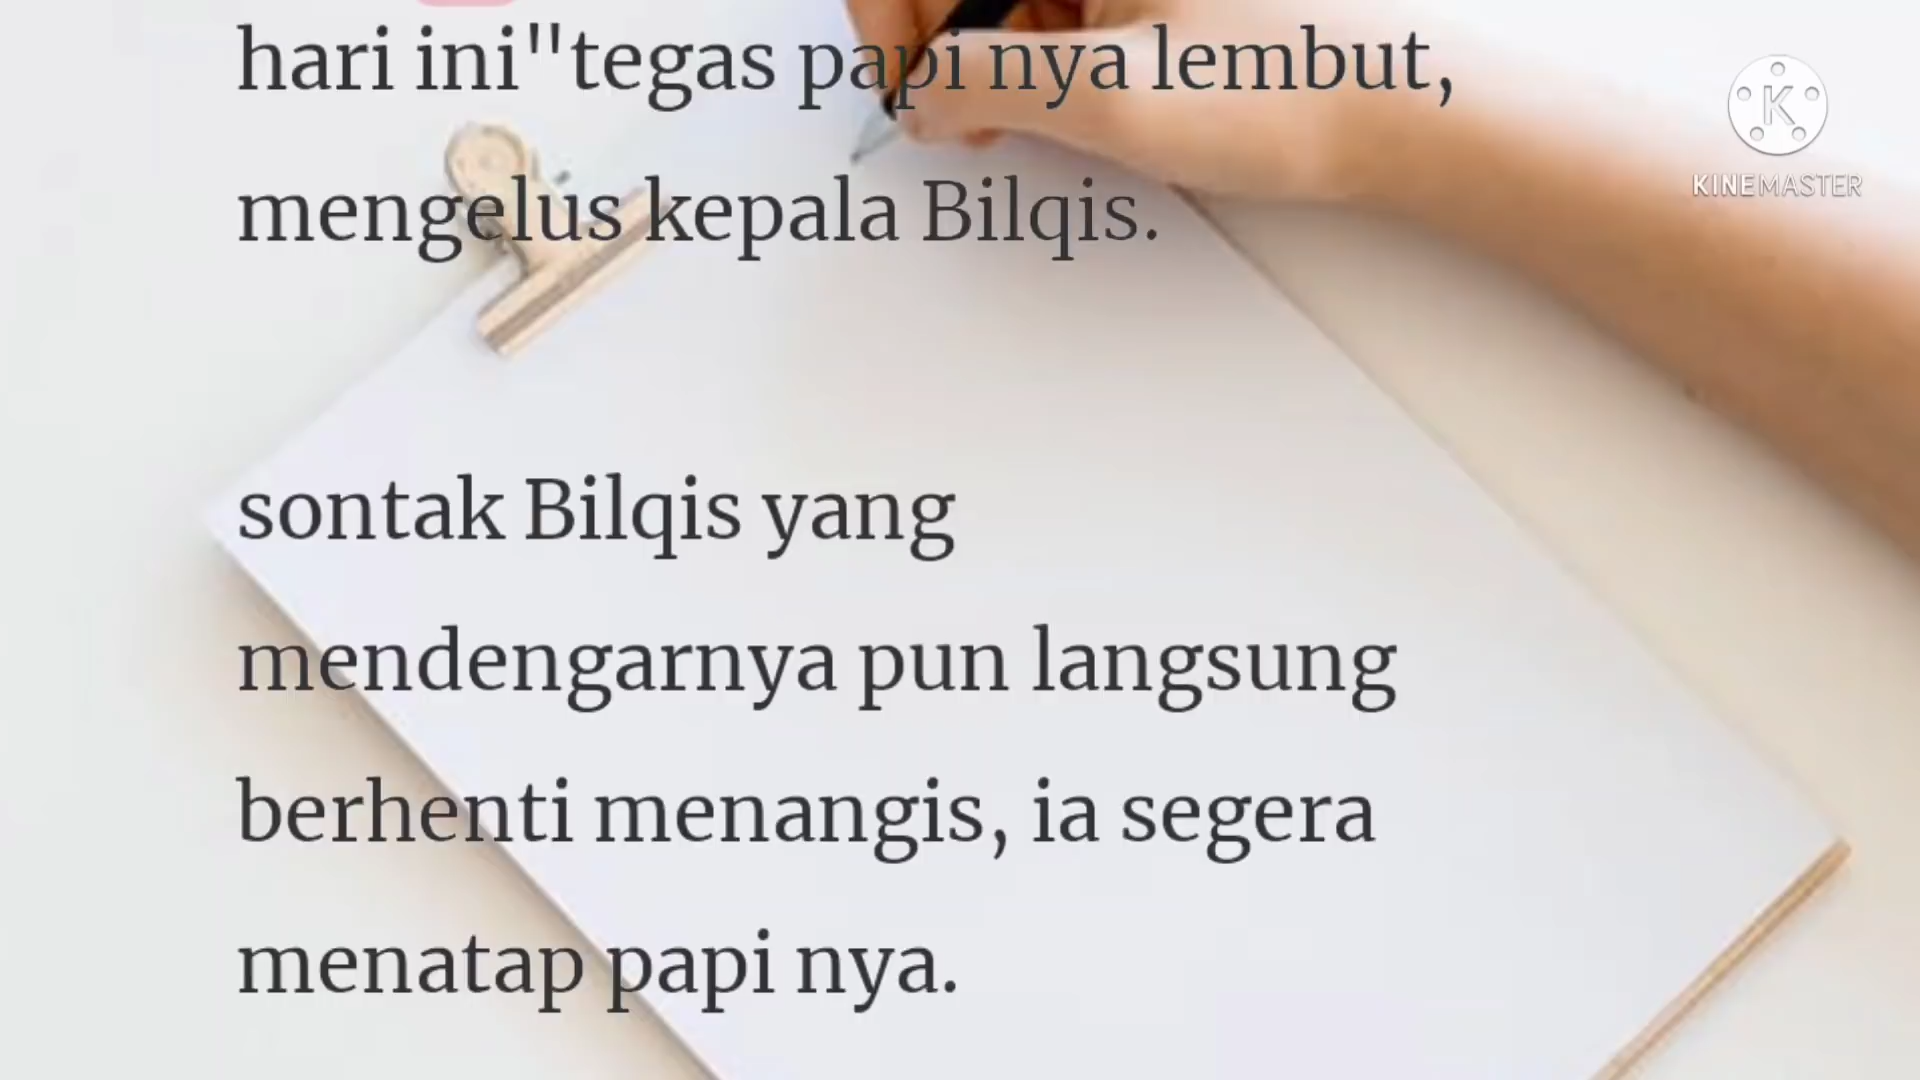 hari ini"tegas papi nya lembut,
mengelus kepala Bilqis.
sontak Bilqis yang
mendengarnya pun langsung
berhenti menangis, ia segera
menatap papi nya.
K
KINEMASTER